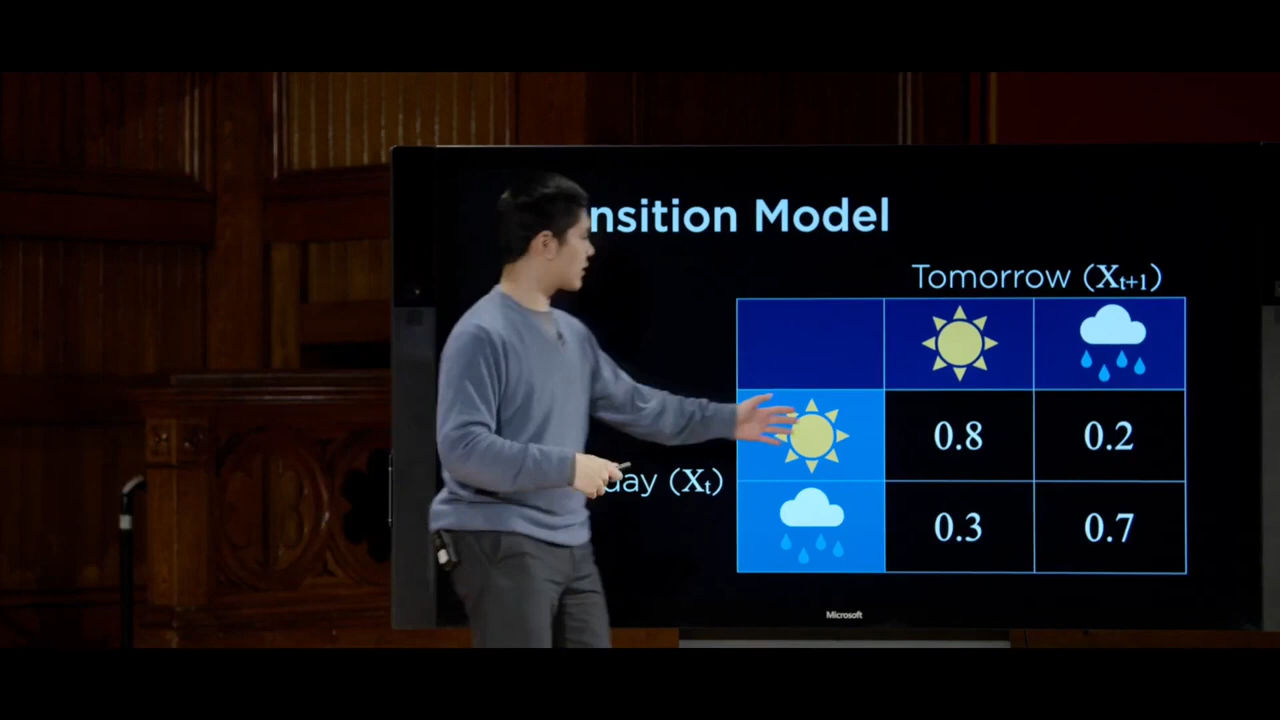 nsition Model
Tomorrow (Xt+1)
0.8 0.2
day (Xt)
0.3 0.7
Microsoft